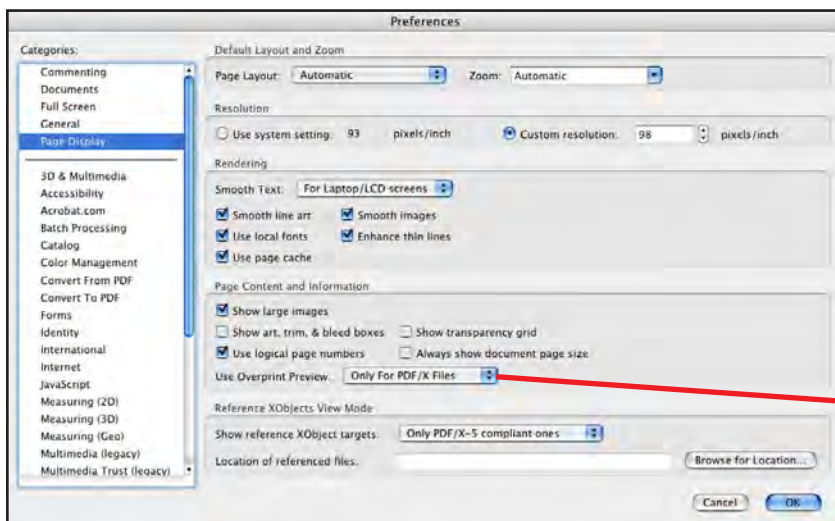 Preferences
Categories:
Commenting
Documents
Full Screen
General
Page Display
3D & Multimedia
Accessibility
Acrobat.com
Batch Processing
Catalog
Color Management
Convert From PDF
Convert To PDF
Forms
Identity
International
Internet
JavaScript
Measuring (2D)
Measuring (3D)
Measuring (Geo)
Multimedia (legacy)
Multimedia Trust (legacy)
Default Layout and Zoom
Page Layout: Automatic Zoom: Automatic
Resolution
Use system setting: 93 pixels/inch Custom resolution: 98 pixels/inch
Rendering
Smooth Text: For Laptop/LCD screens
Smooth line art Smooth images
Use local fonts Enhance thin lines
Use page cache
Page Content and Information
Show large images
Show art, trim, & bleed boxes Show transparency grid
Use logical page numbers Always show document page size
Use Overprint Preview: Only For PDF/X Files
Reference XObjects View Mode
Show reference XObject targets: Only PDF/X-5 compliant ones
Location of referenced files: Browse for Location...
Cancel OK